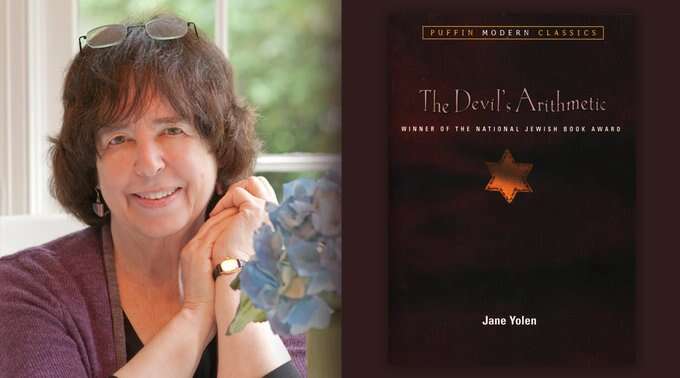 PUFFIN MODERN CLASSICS
The Devil's Arithmetic
WINNER OF THE NATIONAL JEWISH BOOK AWARD
Jane Yolen